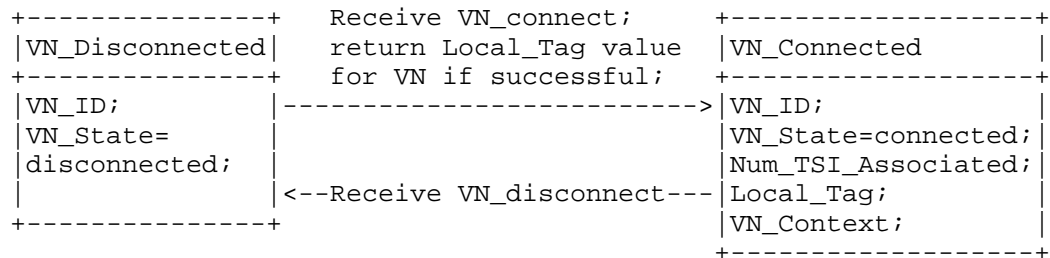 +---------------+   Receive VN_connect;     +-------------------+
|VN_Disconnected|   return Local_Tag value  |VN_Connected       |
+---------------+   for VN if successful;   +-------------------+
|VN_ID;         |-------------------------->|VN_ID;             |
|VN_State=      |                           |VN_State=connected;|
|disconnected;  |                           |Num_TSI_Associated;|
|               |<--Receive VN_disconnect---|Local_Tag;         |
+---------------+                           |VN_Context;        |
                                            +-------------------+